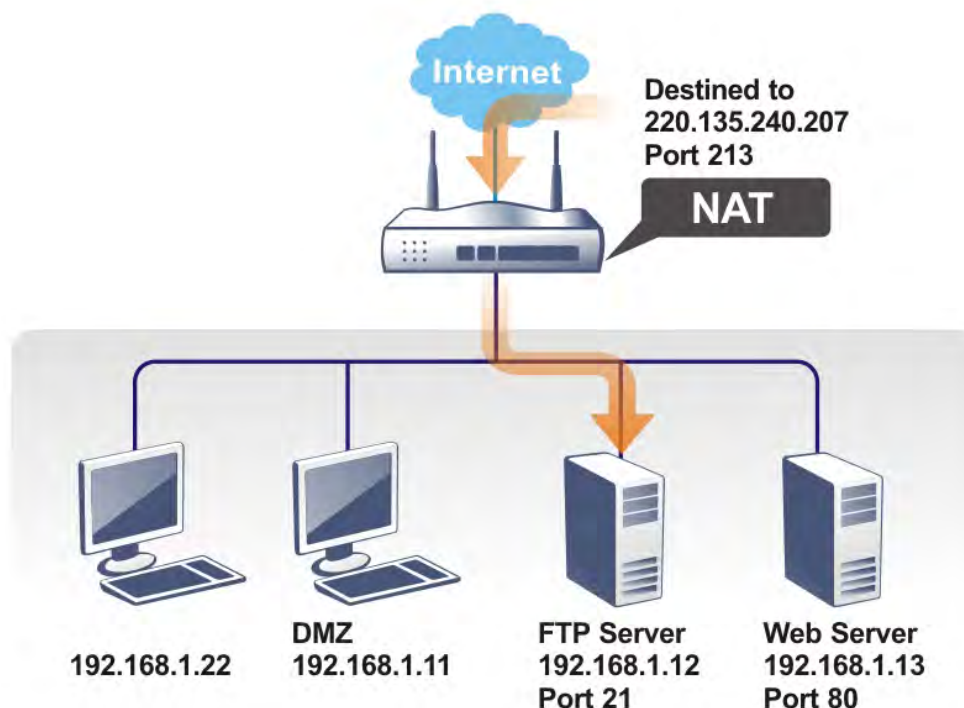 Internet
Destined to
220.135.240.207
Port 213
NAT
192.168.1.22
DMZ
192.168.1.11
FTP Server
192.168.1.12
Port 21
Web Server
192.168.1.13
Port 80